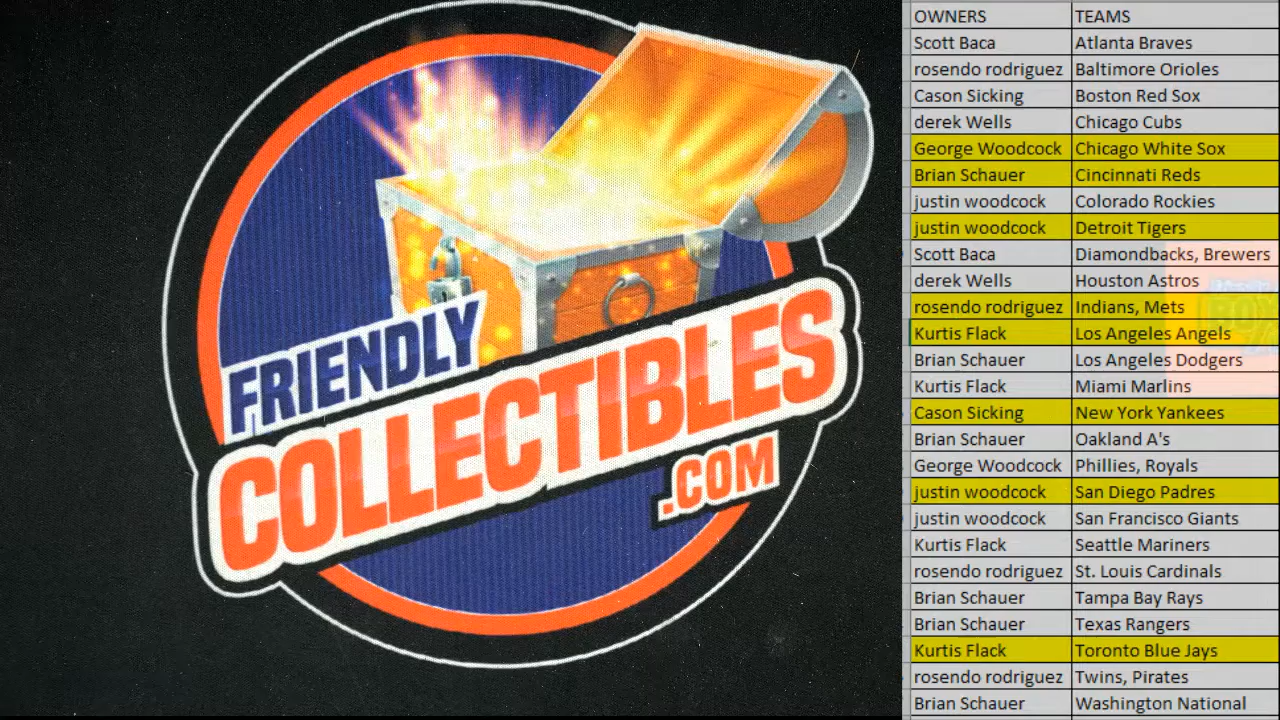 FRIENDLY
COLLECTIBLES
.COM
OWNERS TEAMS
Scott Baca Atlanta Braves
rosendo rodriguez Baltimore Orioles
Cason Sicking Boston Red Sox
derek Wells Chicago Cubs
George Woodcock Chicago White Sox
Brian Schauer Cincinnati Reds
justin woodcock Colorado Rockies
justin woodcock Detroit Tigers
Scott Baca Diamondbacks, Brewers
derek Wells Houston Astros
rosendo rodriguez Indians, Mets
Kurtis Flack Los Angeles Angels
Brian Schauer Los Angeles Dodgers
Kurtis Flack Miami Marlins
Cason Sicking New York Yankees
Brian Schauer Oakland A's
George Woodcock Phillies, Royals
justin woodcock San Diego Padres
justin woodcock San Francisco Giants
Kurtis Flack Seattle Mariners
rosendo rodriguez St. Louis Cardinals
Brian Schauer Tampa Bay Rays
Brian Schauer Texas Rangers
Kurtis Flack Toronto Blue Jays
rosendo rodriguez Twins, Pirates
Brian Schauer Washington National